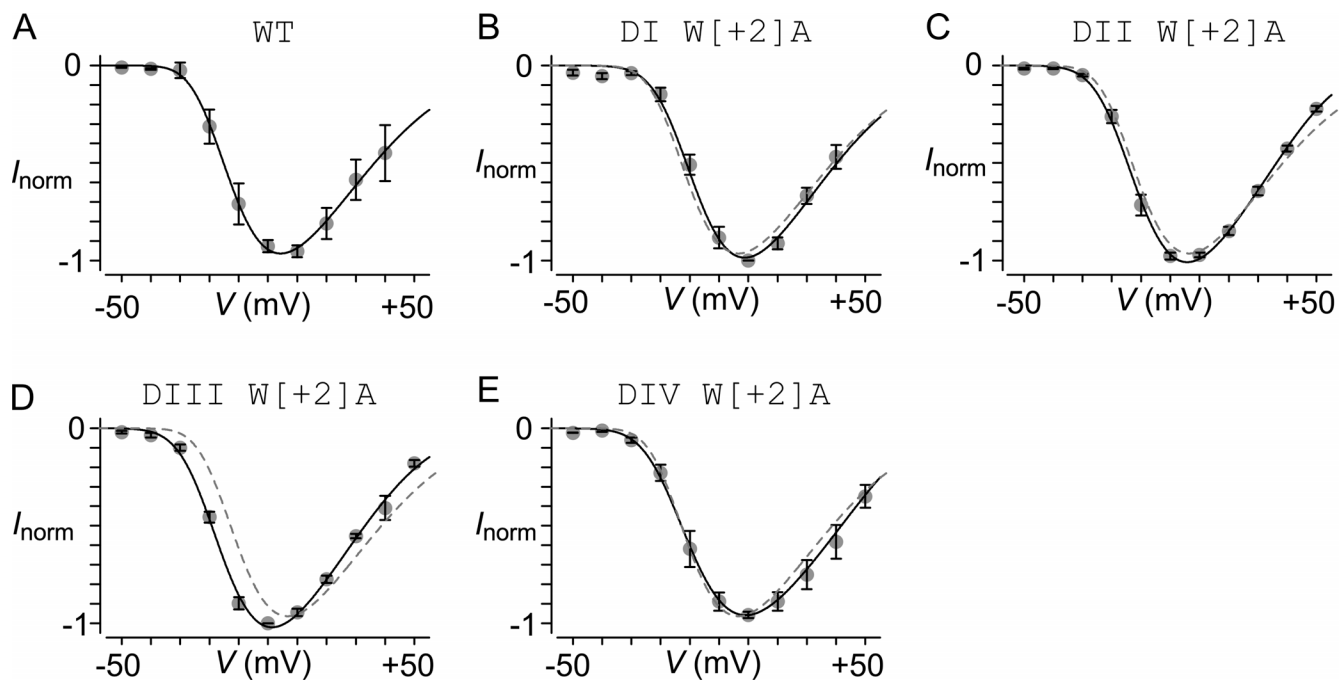 A WT
0
Inorm
-1
-50 V (mV) +50
B DI W[+2]A
0
Inorm
-1
-50 V (mV) +50
C DII W[+2]A
0
Inorm
-1
-50 V (mV) +50
D DIII W[+2]A
0
Inorm
-1
-50 V (mV) +50
E DIV W[+2]A
0
Inorm
-1
-50 V (mV) +50